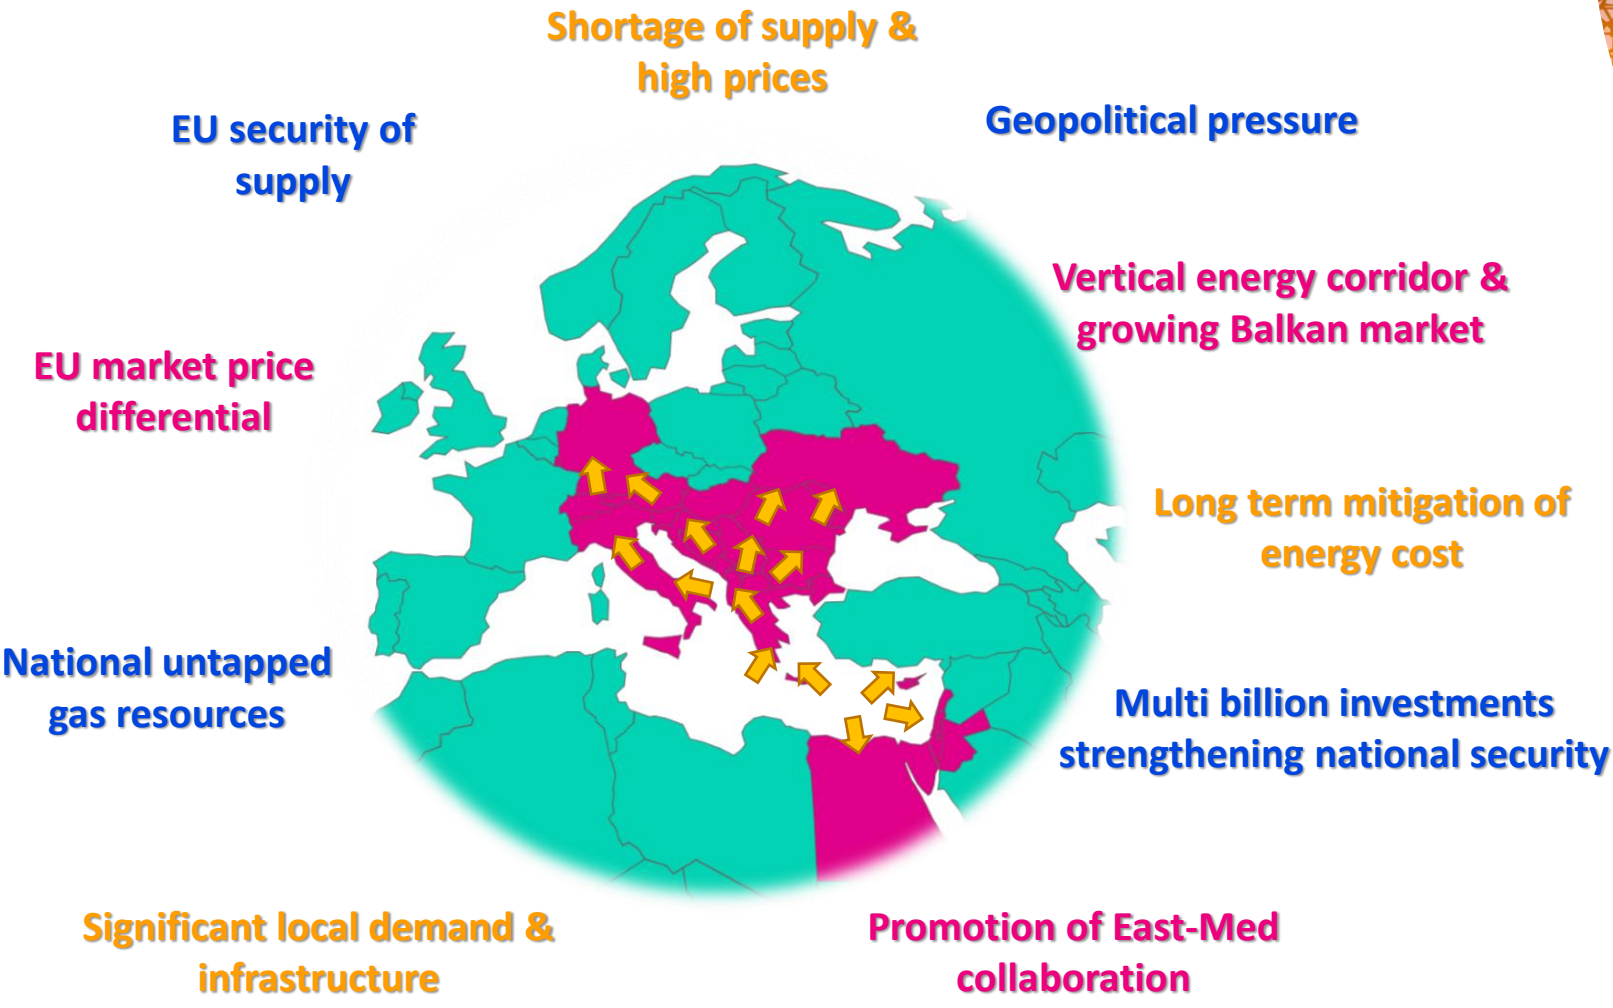 Shortage of supply &
high prices
EU security of
supply
Geopolitical pressure
Vertical energy corridor &
growing Balkan market
EU market price
differential
Long term mitigation of
energy cost
National untapped
gas resources
Multi billion investments
strengthening national security
Significant local demand &
infrastructure
Promotion of East-Med
collaboration